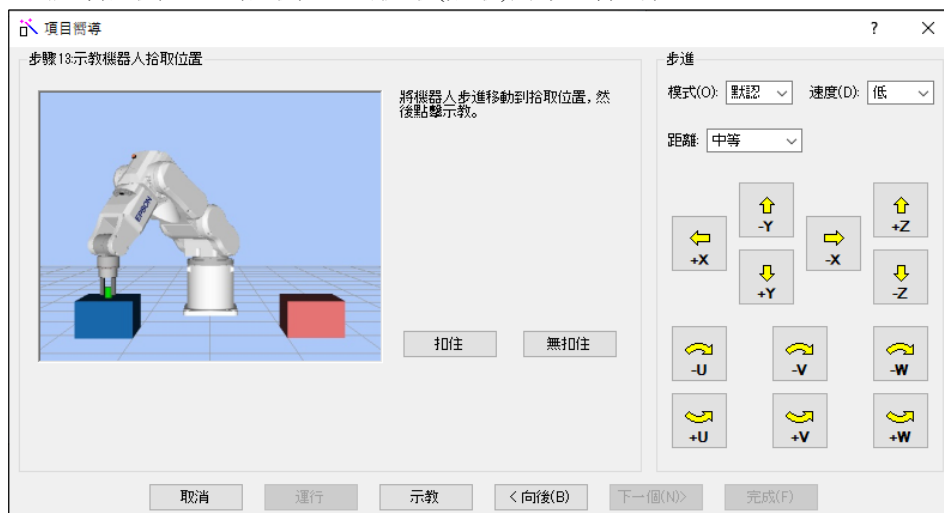 項目嚮導
?
步驟13:示教機器人拾取位置
將機器人步進移動到拾取位置, 然
後點擊示教。
EPSON
扣住
無扣住
步進
模式(O): 默認
速度(D): 低
距離: 中等
-Y
+Z
+X
-X
+Y
-Z
-U
-V
-W
+U
+V
+W
取消
運行
示教
< 向後(B)
下一個(N)>
完成(F)